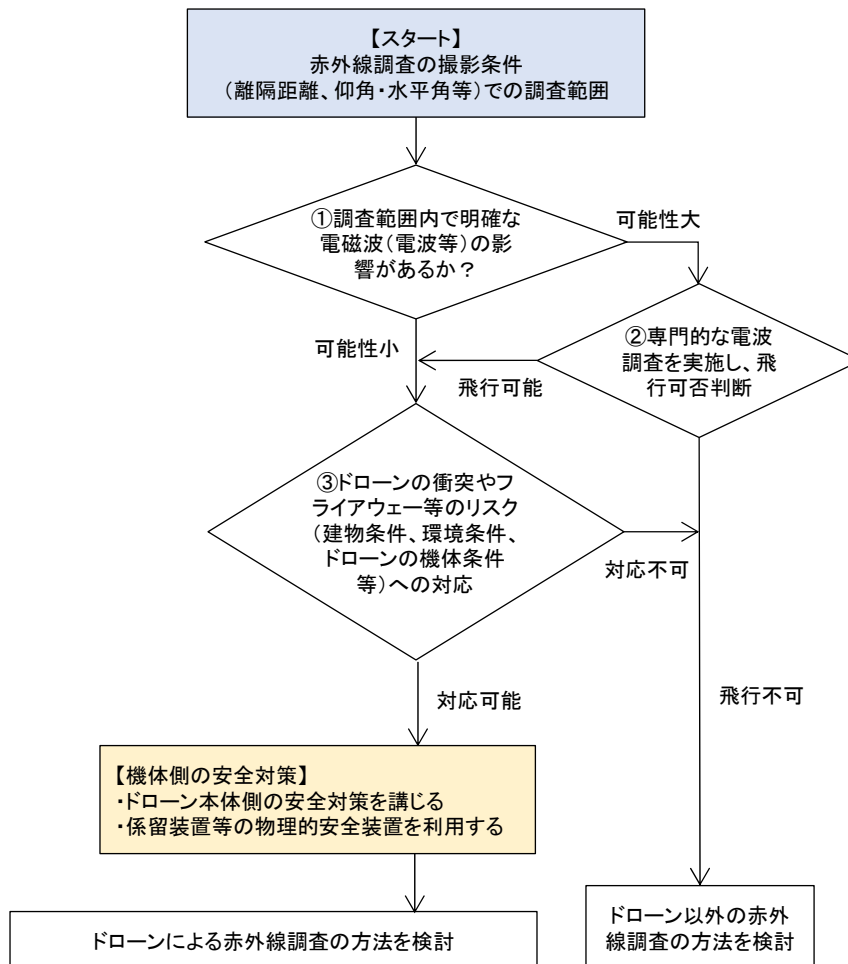 【スタート】
赤外線調査の撮影条件
（離隔距離、仰角・水平角等）での調査範囲
①調査範囲内で明確な
電磁波（電波等）の影
響があるか？
可能性大
可能性小
②専門的な電波
調査を実施し、飛
行可否判断
飛行可能
③ドローンの衝突やフ
ライアウェー等のリスク
（建物条件、環境条件、
ドローンの機体条件
等）への対応
対応不可
対応可能
飛行不可
【機体側の安全対策】
・ドローン本体側の安全対策を講じる
・係留装置等の物理的安全装置を利用する
ドローンによる赤外線調査の方法を検討
ドローン以外の赤外
線調査の方法を検討